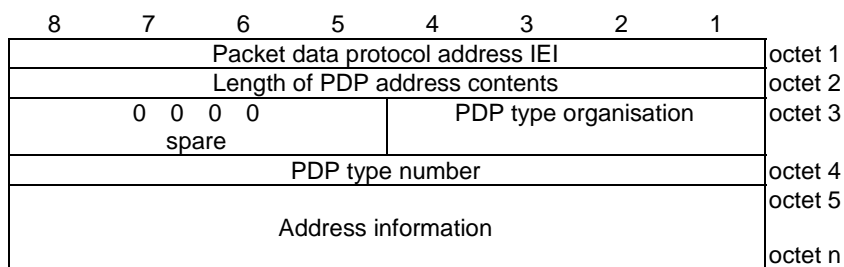 8 7 6 5 4 3 2 1
Packet data protocol address IEI octet 1
Length of PDP address contents octet 2
0 0 0 0 PDP type organisation octet 3
spare
PDP type number octet 4
octet 5
Address information
octet n